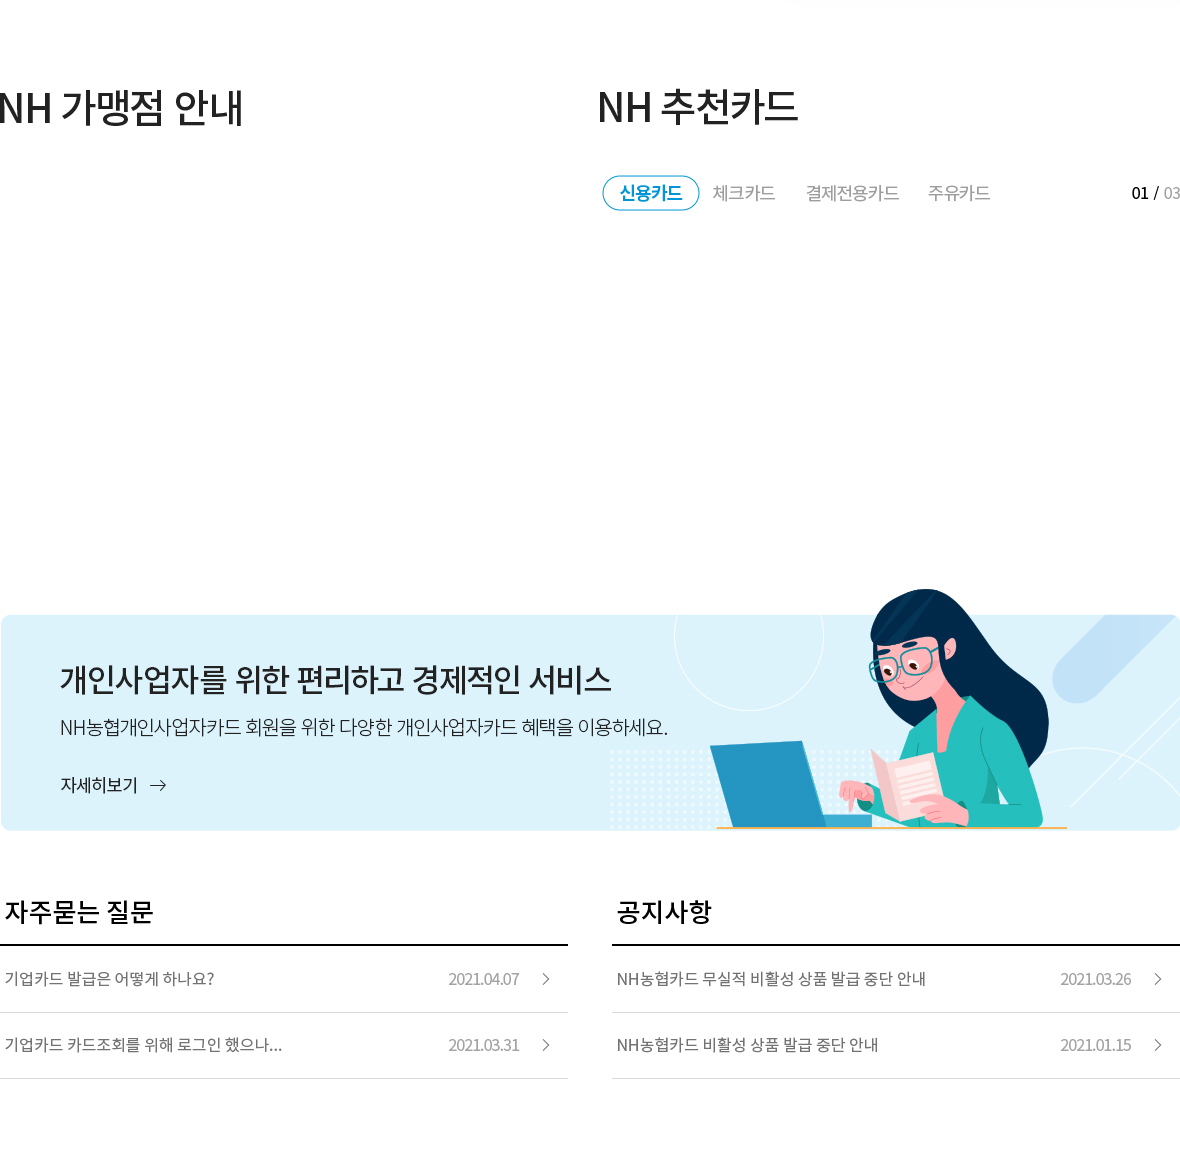 NH 가맹점 안내
NH 추천카드
신용카드 체크카드 결제전용카드 주유카드 01 / 03
개인사업자를 위한 편리하고 경제적인 서비스
NH농협개인사업자카드 회원을 위한 다양한 개인사업자카드 혜택을 이용하세요.
자세히보기
자주묻는 질문
기업카드 발급은 어떻게 하나요? 2021.04.07
기업카드 카드조회를 위해 로그인 했으나... 2021.03.31
공지사항
NH농협카드 무실적 비활성 상품 발급 중단 안내 2021.03.26
NH농협카드 비활성 상품 발급 중단 안내 2021.01.15